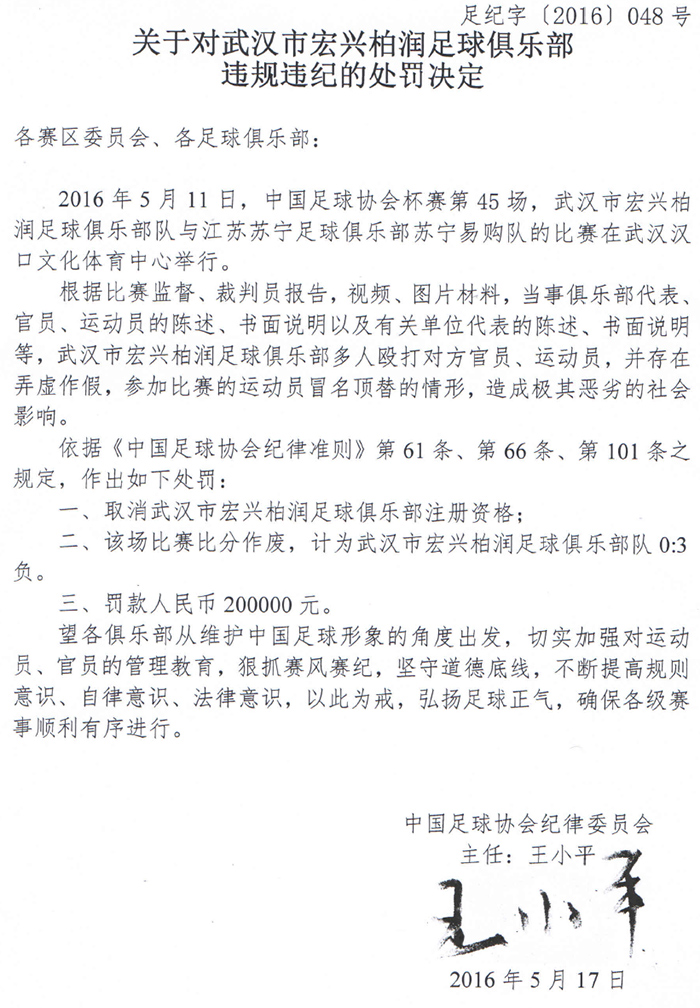 足纪字〔2016〕048 号
关于对武汉市宏兴柏润足球俱乐部
违规违纪的处罚决定
各赛区委员会、各足球俱乐部：
2016 年 5 月 11 日，中国足球协会杯赛第 45 场，武汉市宏兴柏
润足球俱乐部队与江苏苏宁足球俱乐部苏宁易购队的比赛在武汉汉
口文化体育中心举行。
根据比赛监督、裁判员报告，视频、图片材料，当事俱乐部代表、
官员、运动员的陈述、书面说明以及有关单位代表的陈述、书面说明
等，武汉市宏兴柏润足球俱乐部多人殴打对方官员、运动员，并存在
弄虚作假，参加比赛的运动员冒名顶替的情形，造成极其恶劣的社会
影响。
依据《中国足球协会纪律准则》第 61 条、第 66 条、第 101 条之
规定，作出如下处罚：
一、取消武汉市宏兴柏润足球俱乐部注册资格；
二、该场比赛比分作废，计为武汉市宏兴柏润足球俱乐部队 0:3
负。
三、罚款人民币 200000 元。
望各俱乐部从维护中国足球形象的角度出发，切实加强对运动
员、官员的管理教育，狠抓赛风赛纪，坚守道德底线，不断提高规则
意识、自律意识、法律意识，以此为戒，弘扬足球正气，确保各级赛
事顺利有序进行。
中国足球协会纪律委员会
主任：王小平
王小平
2016 年 5 月 17 日